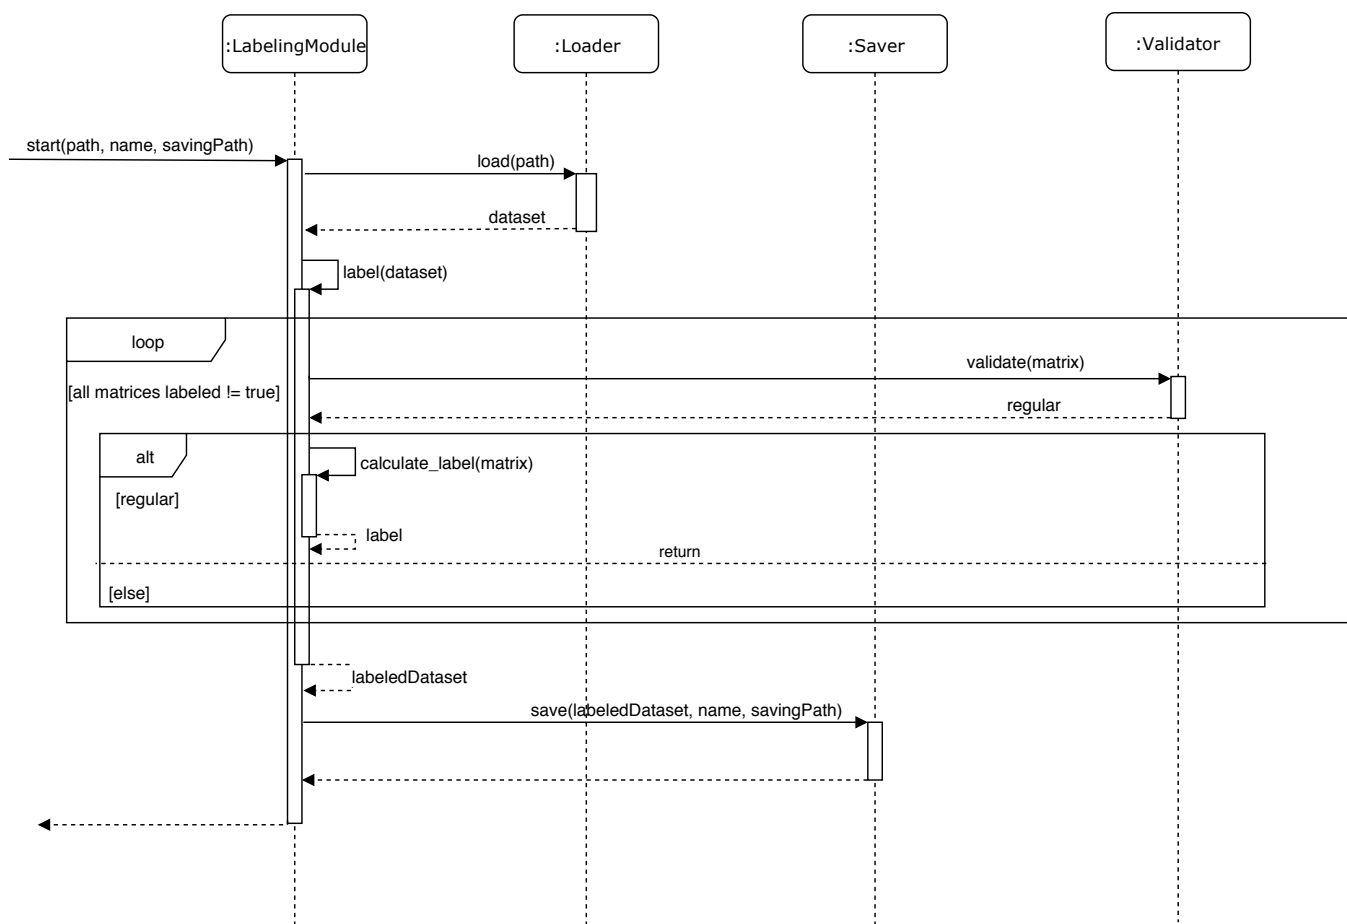 :LabelingModule
:Loader
:Saver
:Validator
start(path, name, savingPath)
load(path)
dataset
label(dataset)
loop
validate(matrix)
[all matrices labeled != true]
regular
alt
calculate_label(matrix)
[regular]
label
return
[else]
labeledDataset
save(labeledDataset, name, savingPath)